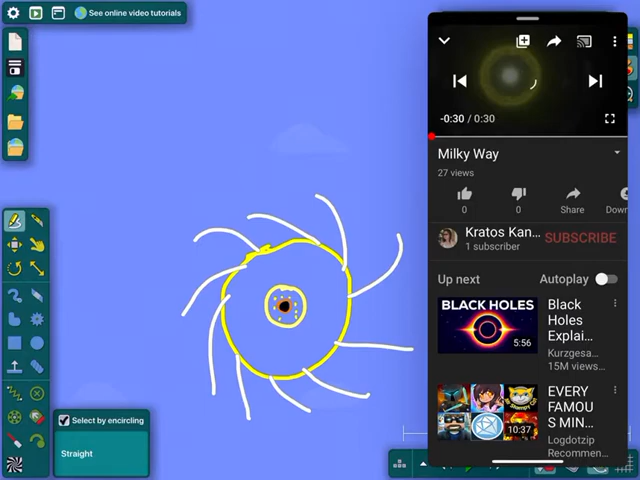 See online video tutorials
-0:30 / 0:30
Milky Way
27 views
0
0
Share
Down
Kratos Kan...
1 subscriber
SUBSCRIBE
Up next
Autoplay
BLACK HOLES
5:56
Black
Holes
Explai...
Kurzgesa...
15M views...
10:37
EVERY
FAMOU
S MIN...
Logdotzip
Recommen...
Select by encircling
Straight